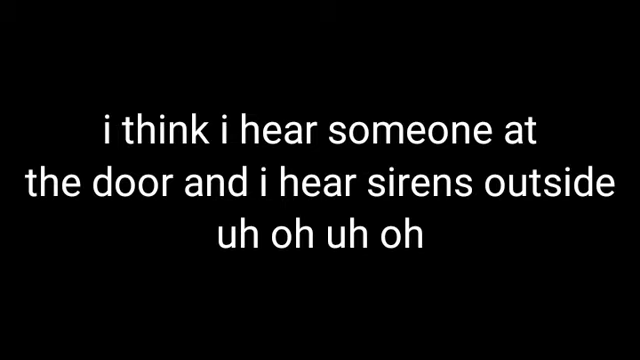 i think i hear someone at
the door and i hear sirens outside
uh oh uh oh